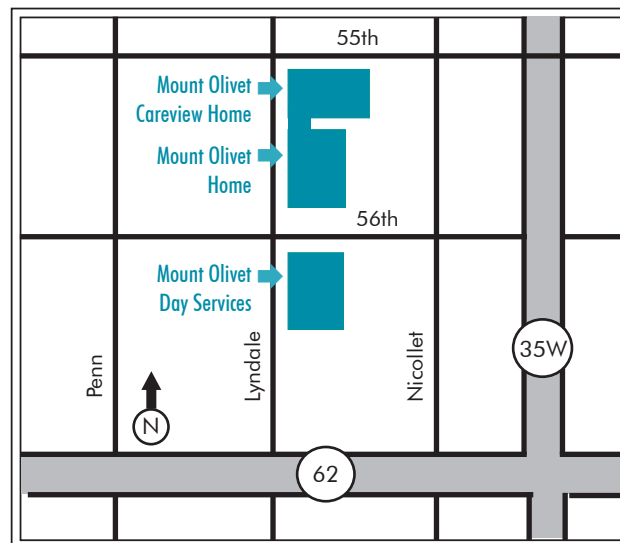 55th
Mount Olivet
Careview Home
Mount Olivet
Home
56th
Mount Olivet
Day Services
Penn
Lyndale
Nicollet
35W
N
62